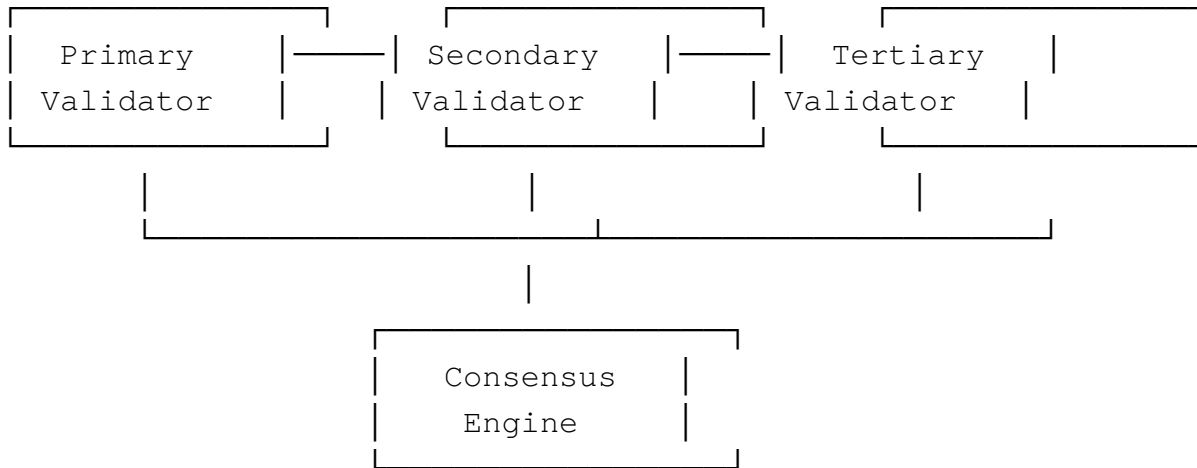 Primary Secondary Tertiary
Validator Validator Validator
Consensus
Engine